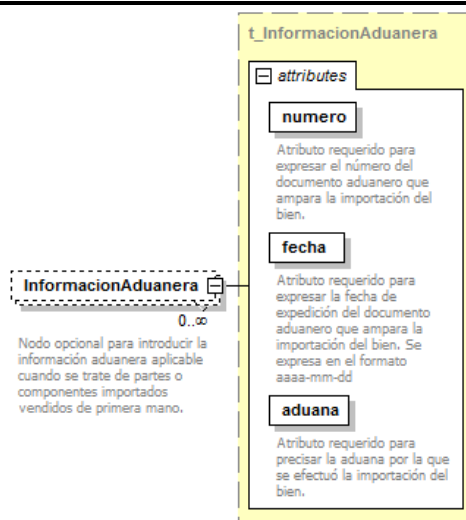 t_InformacionAduanera
attributes
numero
Atributo requerido para
expresar el número del
documento aduanero que
ampara la importación del
bien.
fecha
Atributo requerido para
expresar la fecha de
expedición del documento
aduanero que ampara la
importación del bien. Se
expresa en el formato
aaaa-mm-dd
InformacionAduanera
0..∞
Nodo opcional para introducir la
información aduanera aplicable
cuando se trate de partes o
componentes importados
vendidos de primera mano.
aduana
Atributo requerido para
precisar la aduana por la que
se efectuó la importación del
bien.